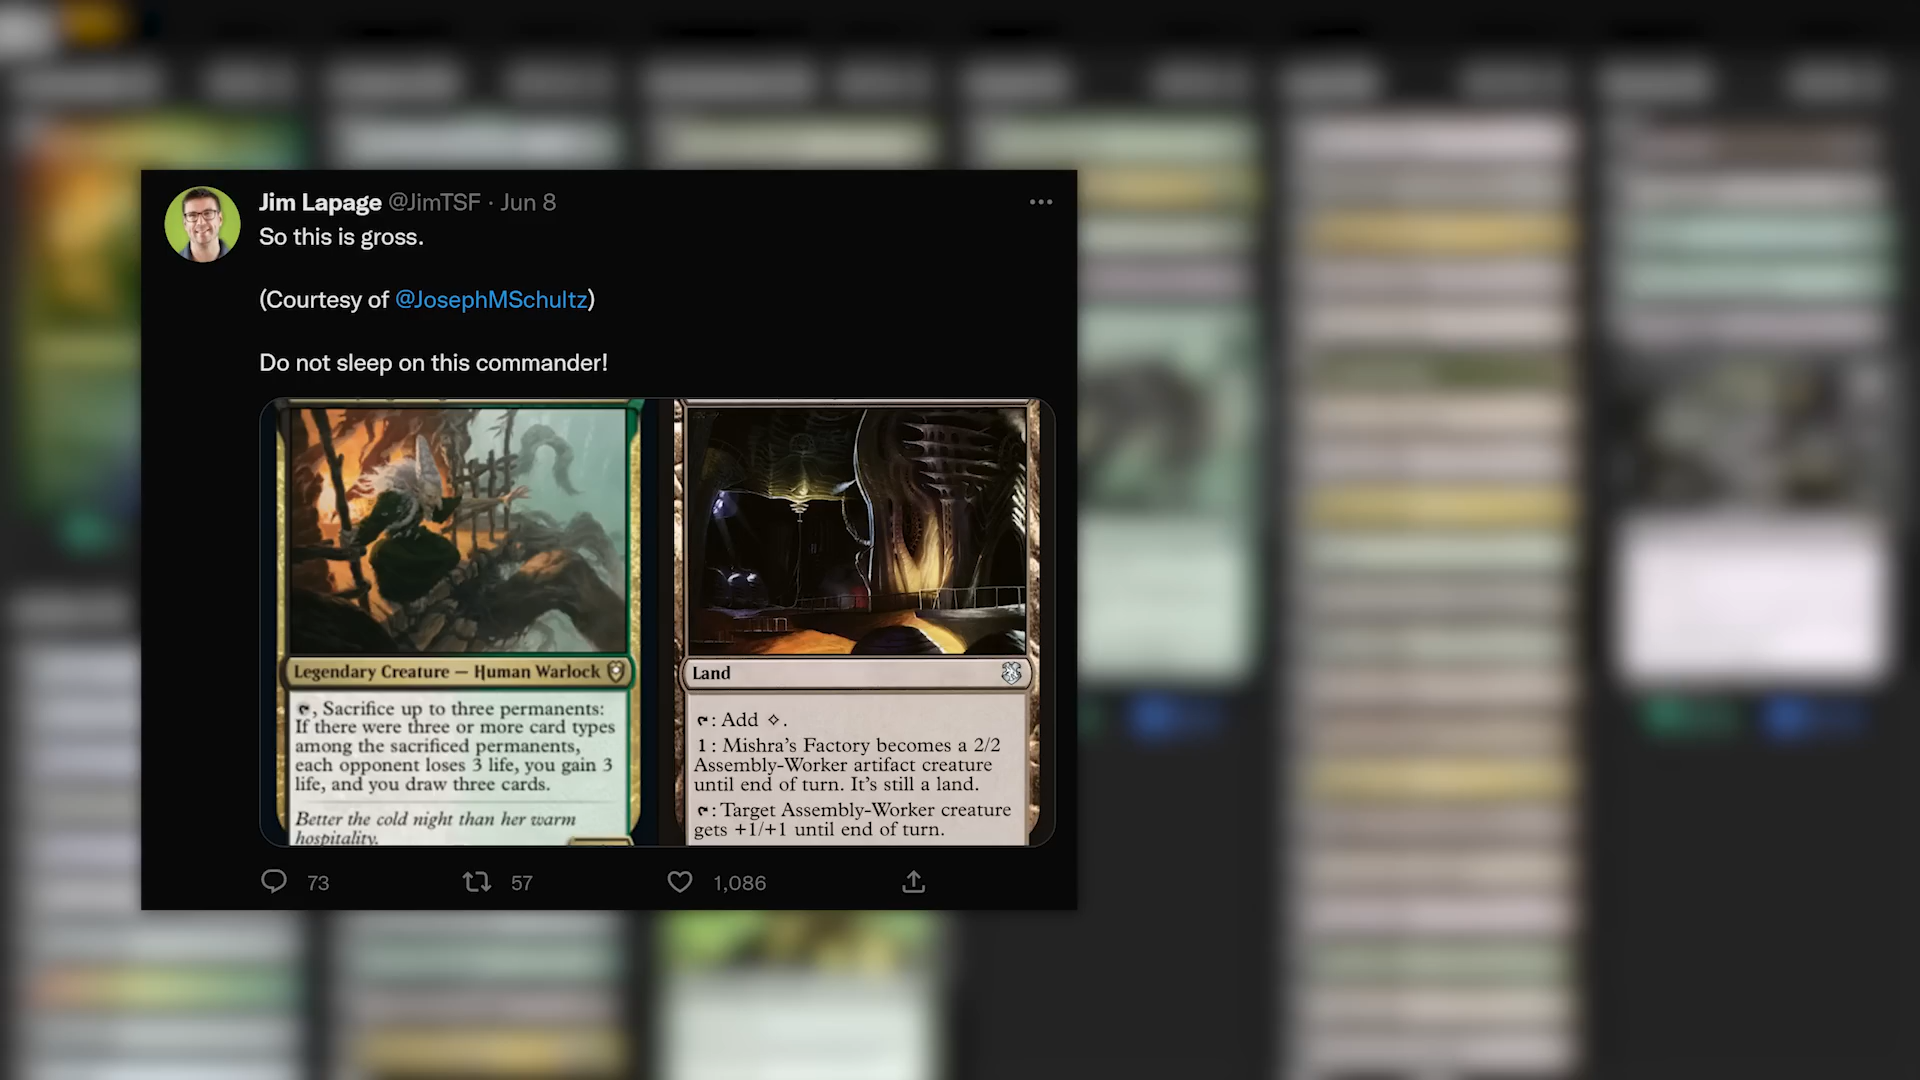 Jim Lapage @JimTSF · Jun 8
So this is gross.
(Courtesy of @JosephMSchultz)
Do not sleep on this commander!
Legendary Creature — Human Warlock
, Sacrifice up to three permanents:
If there were three or more card types
among the sacrificed permanents,
each opponent loses 3 life, you gain 3
life, and you draw three cards.
Better the cold night than her warm
hospitality.
Land
: Add
.
1 : Mishra's Factory becomes a 2/2
Assembly-Worker artifact creature
until end of turn. It's still a land.
: Target Assembly-Worker creature
gets +1/+1 until end of turn.
73
57
1,086